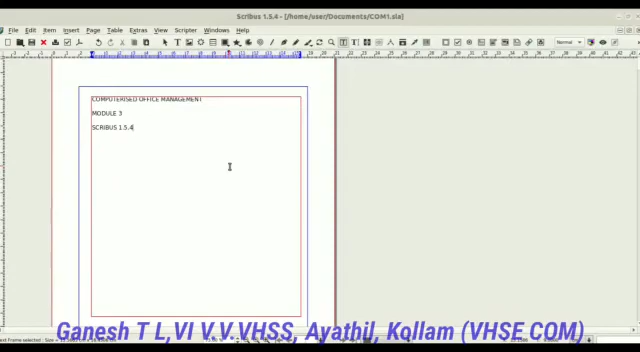 Scribus 1.5.4 - [/home/user/Documents/COM1.sla]
File Edit Item Insert Page Table Extras View Scripter Windows Help
Normal
COMPUTERISED OFFICE MANAGEMENT
MODULE 3
SCRIBUS 1.5.4
Ganesh T L,VI V.V.VHSS, Ayathil, Kollam (VHSE COM)